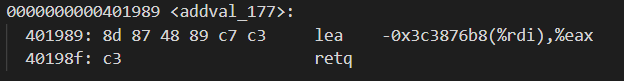 0000000000401989 <addval_177>:
401989: 8d 87 48 89 c7 c3 lea -0x3c3876b8(%rdi),%eax
40198f: c3 retq